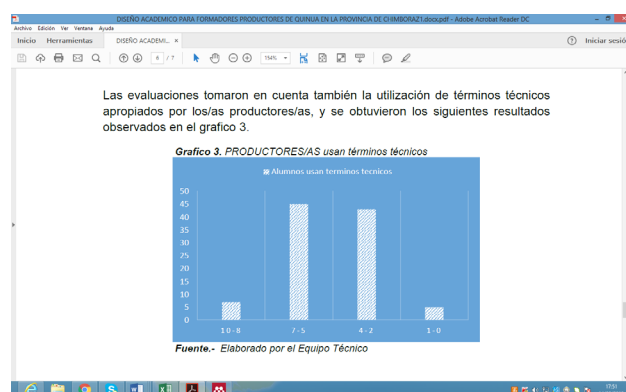 DISEÑO ACADEMICO PARA FORMADORES PRODUCTORES DE QUINUA EN LA PROVINCIA DE CHIMBORAZ1.docx.pdf - Adobe Acrobat Reader DC
Archivo Edición Ver Ventana Ayuda
Inicio Herramientas DISEÑO ACADEMI... × Iniciar sesió
6 / 7 154%
Las evaluaciones tomaron en cuenta también la utilización de términos técnicos
apropiados por los/as productores/as, y se obtuvieron los siguientes resultados
observados en el grafico 3.
Grafico 3. PRODUCTORES/AS usan términos técnicos
Alumnos usan terminos tecnicos
50
45
40
35
30
25
20
15
10
5
0
10 - 8 7 - 5 4 - 2 1 - 0
Fuente.- Elaborado por el Equipo Técnico
17:51